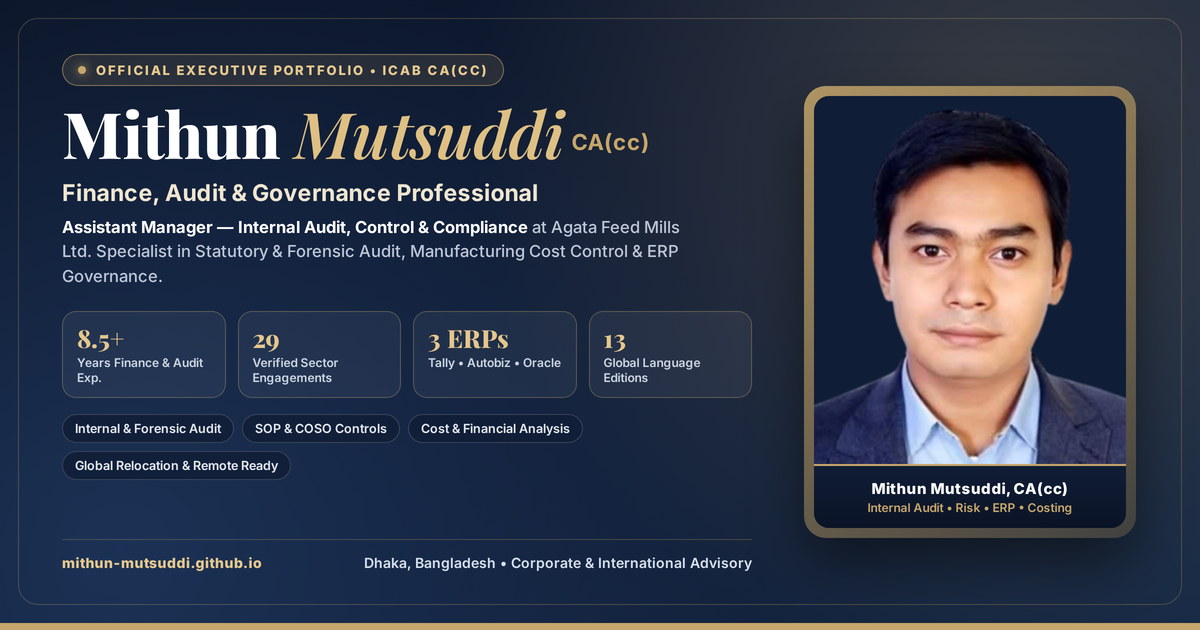 OFFICIAL EXECUTIVE PORTFOLIO • ICAB CA(CC)
Mithun Mutsuddi CA(cc)
Finance, Audit & Governance Professional
Assistant Manager — Internal Audit, Control & Compliance at Agata Feed Mills
Ltd. Specialist in Statutory & Forensic Audit, Manufacturing Cost Control & ERP
Governance.
8.5+
Years Finance & Audit
Exp.
29
Verified Sector
Engagements
3 ERPs
Tally • Autobiz • Oracle
13
Global Language
Editions
Internal & Forensic Audit
SOP & COSO Controls
Cost & Financial Analysis
Global Relocation & Remote Ready
mithun-mutsuddi.github.io
Dhaka, Bangladesh • Corporate & International Advisory
Mithun Mutsuddi, CA(cc)
Internal Audit • Risk • ERP • Costing